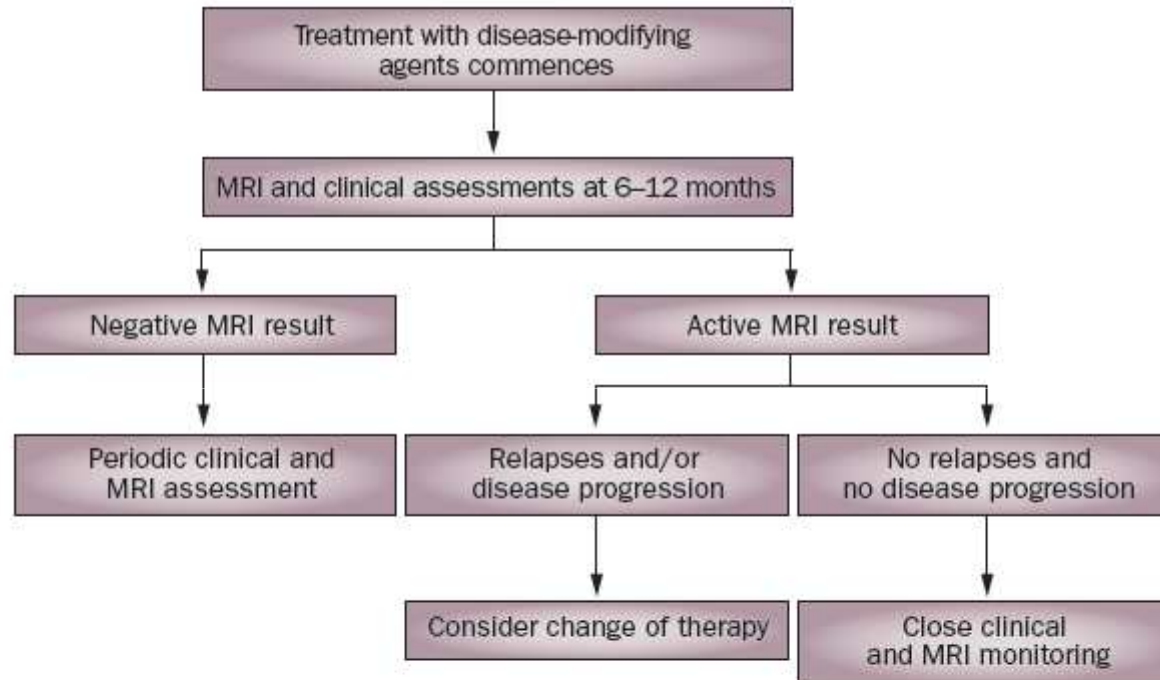 Treatment with disease-modifying
agents commences
MRI and clinical assessments at 6–12 months
Negative MRI result
Active MRI result
Periodic clinical and
MRI assessment
Relapses and/or
disease progression
No relapses and
no disease progression
Consider change of therapy
Close clinical
and MRI monitoring